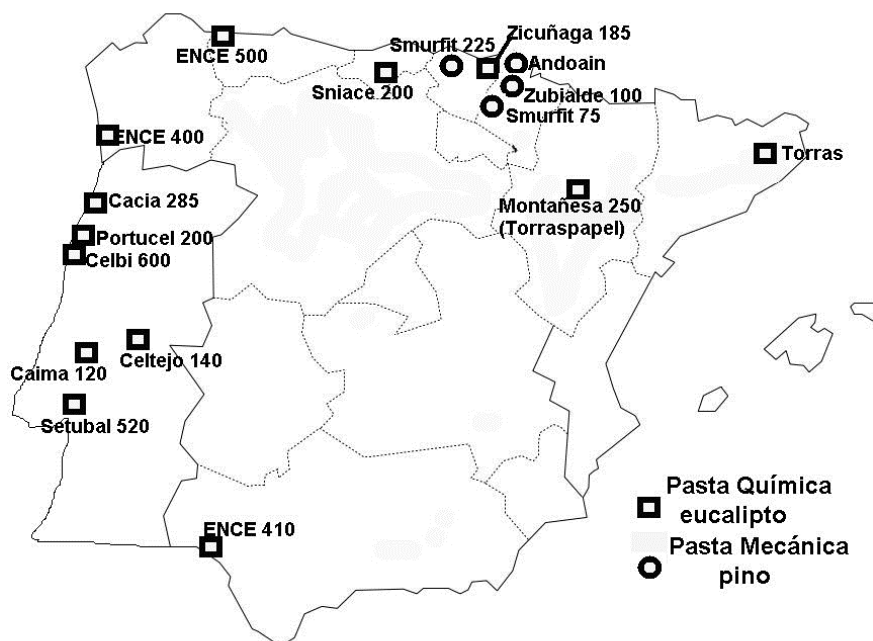 Zicuñaga 185
Smurfit 225
ENCE 500
Andoain
Sniace 200
Zubialde 100
Smurfit 75
ENCE 400
Torras
Cacia 285
Montañesa 250
(Torraspapel)
Portucel 200
Celbi 600
Celtejo 140
Caima 120
Setubal 520
ENCE 410
Pasta Química
eucalipto
Pasta Mecánica
pino